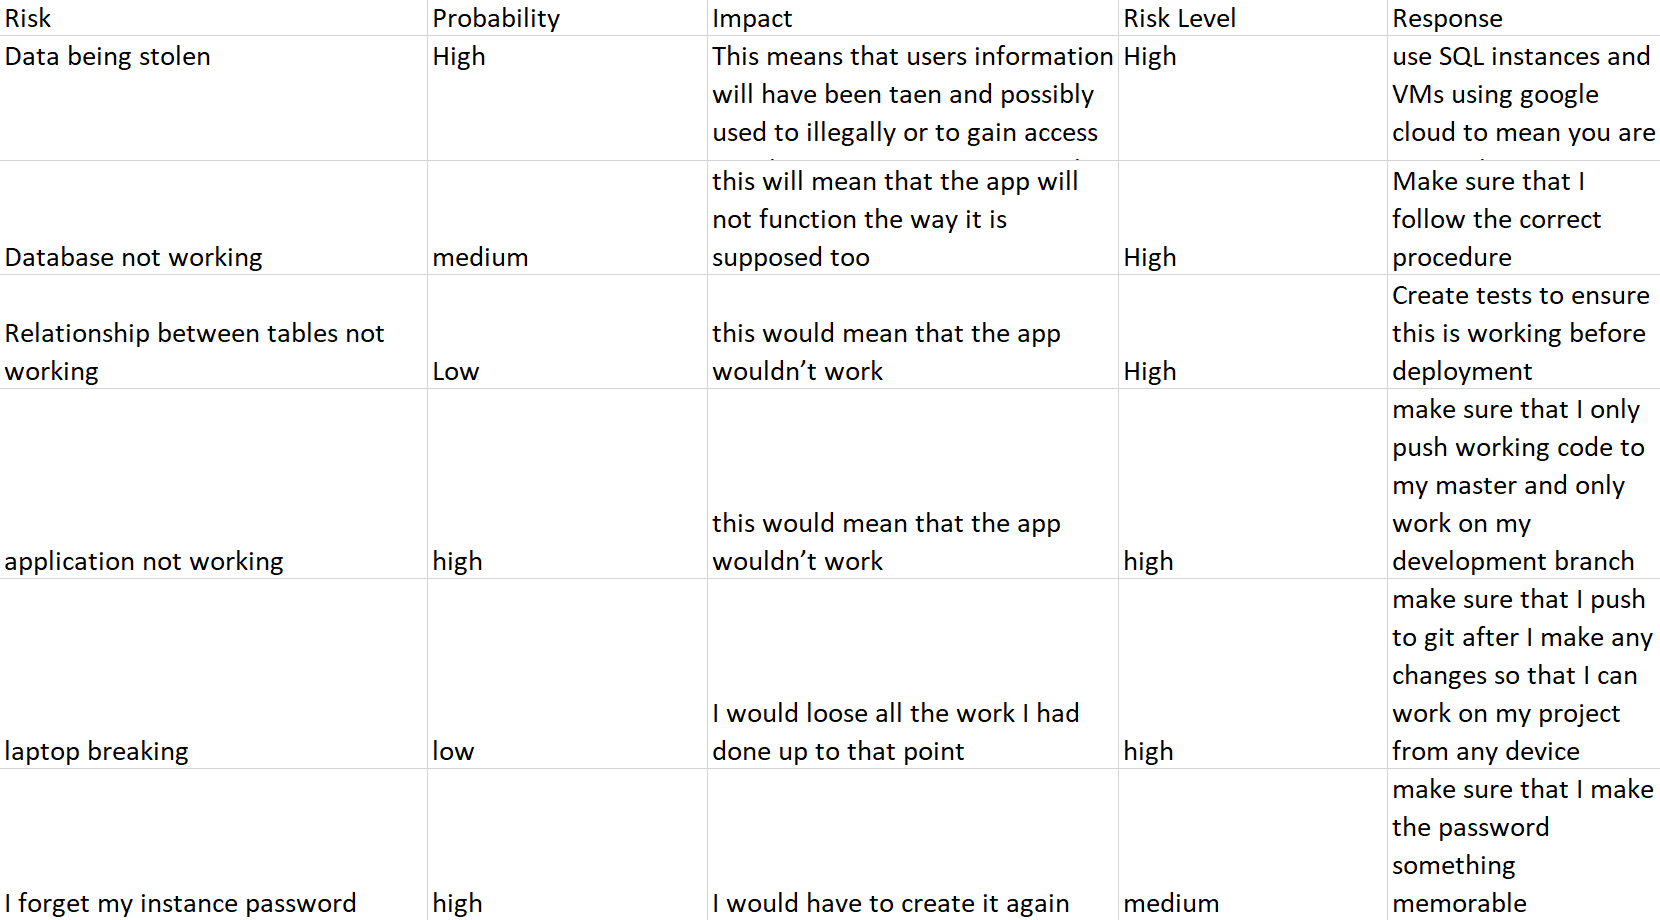 Risk Probability Impact Risk Level Response
Data being stolen High This means that users information High use SQL instances and
will have been taen and possibly VMs using google
used to illegally or to gain access cloud to mean you are
this will mean that the app will Make sure that I
not function the way it is follow the correct
Database not working medium supposed too High procedure
Create tests to ensure
Relationship between tables not this would mean that the app this is working before
working Low wouldn’t work High deployment
make sure that I only
push working code to
my master and only
this would mean that the app work on my
application not working high wouldn’t work high development branch
make sure that I push
to git after I make any
changes so that I can
I would loose all the work I had work on my project
laptop breaking low done up to that point high from any device
make sure that I make
the password
something
I forget my instance password high I would have to create it again medium memorable